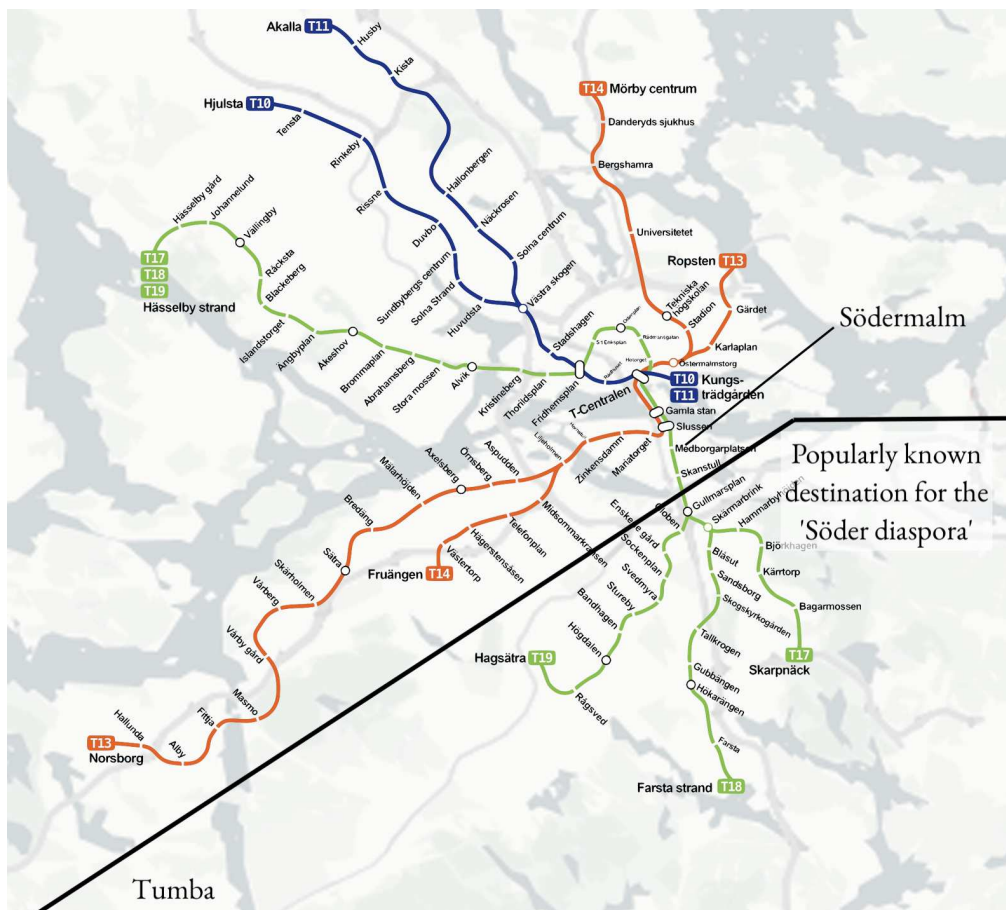 Akalla T11
Husby
Kista
Hallonbergen
Näckrosen
Solna centrum
Hjulsta T10
Tensta
Rinkeby
Rissne
Duvbo
Sundbybergs centrum
Solna Strand
Huvudsta
Västra skogen
Stadshagen
T14 Mörby centrum
Danderyds sjukhus
Bergshamra
Universitetet
Tekniska
högskolan
Stadion
Ropsten T13
Gärdet
Karlaplan
Östermalmstorg
T17
T18
T19
Hässelby strand
Hässelby gård
Johannelund
Vällingby
Råcksta
Blackeberg
Islandstorget
Ängbyplan
Åkeshov
Brommaplan
Abrahamsberg
Stora mossen
Alvik
Kristineberg
Thorildsplan
Fridhemsplan
S:t Eriksplan
Odenplan
Rådmansgatan
Hötorget
Rådhuset
T-Centralen
T10 Kungs-
T11 trädgården
Södermalm
Gamla stan
Slussen
Medborgarplatsen
Skanstull
Gullmarsplan
Skärmarbrink
Hammarbyhöjden
Björkhagen
Kärrtorp
Bagarmossen
T17
Skarpnäck
Popularly known
destination for the
'Söder diaspora'
Mariatorget
Zinkensdamm
Hornstull
Liljeholmen
Aspudden
Örnsberg
Axelsberg
Mälarhöjden
Bredäng
Sätra
Skärholmen
Vårberg
Vårby gård
Masmo
Fittja
Alby
Hallunda
T13
Norsborg
Midsommarkransen
Telefonplan
Hägerstensåsen
Västertorp
Fruängen T14
Globen
Enskede gård
Sockenplan
Svedmyra
Stureby
Bandhagen
Högdalen
Rågsved
Hagsätra T19
Blåsut
Sandsborg
Skogskyrkogården
Tallkrogen
Gubbängen
Hökarängen
Farsta
Farsta strand T18
Tumba